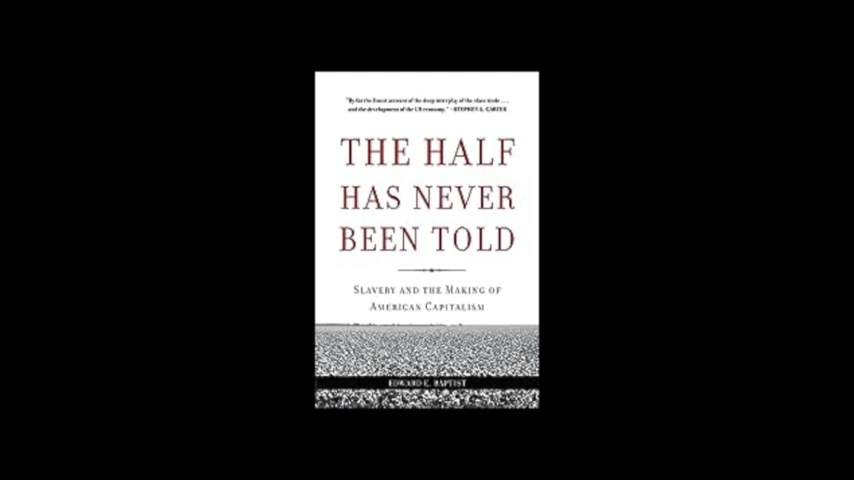 "By far the finest account of the deep interplay of the slave trade . . .
and the development of the US economy." —STEPHEN L. CARTER
THE HALF
HAS NEVER
BEEN TOLD
SLAVERY AND THE MAKING OF
AMERICAN CAPITALISM
EDWARD E. BAPTIST